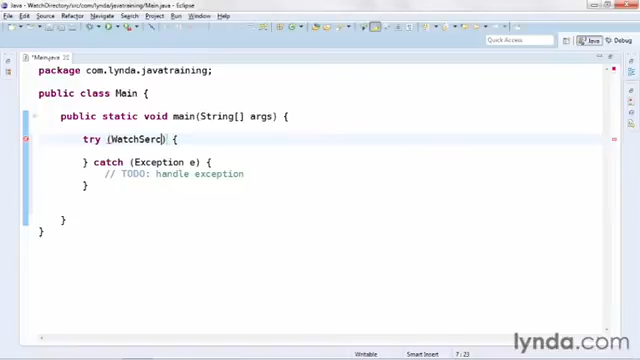 Java - WatchDirectory/src/com/lynda/javatraining/Main.java - Eclipse
File Edit Source Refactor Navigate Search Project Run Window Help
Quick Access Java Debug
*Main.java
package com.lynda.javatraining;
public class Main {
public static void main(String[] args) {
try (WatchSerc) {
} catch (Exception e) {
// TODO: handle exception
}
}
}
lynda.com
Writable Smart Insert 7 : 23